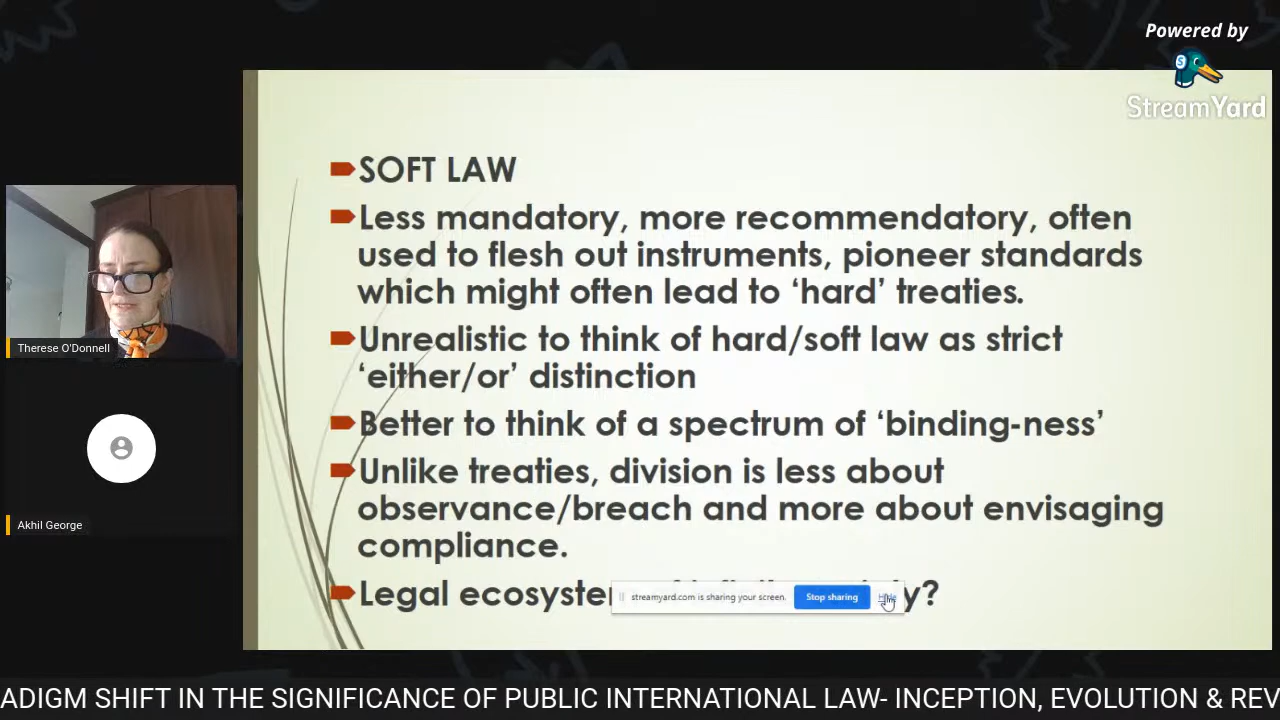 Powered by
StreamYard
SOFT LAW
Less mandatory, more recommendatory, often
used to flesh out instruments, pioneer standards
which might often lead to ‘hard’ treaties.
Unrealistic to think of hard/soft law as strict
‘either/or’ distinction
Better to think of a spectrum of ‘binding-ness’
Unlike treaties, division is less about
observance/breach and more about envisaging
compliance.
Legal ?
streamyard.com is sharing your screen.
Stop sharing
Hide
Therese O'Donnell
Akhil George
ADIGM SHIFT IN THE SIGNIFICANCE OF PUBLIC INTERNATIONAL LAW- INCEPTION, EVOLUTION & REV